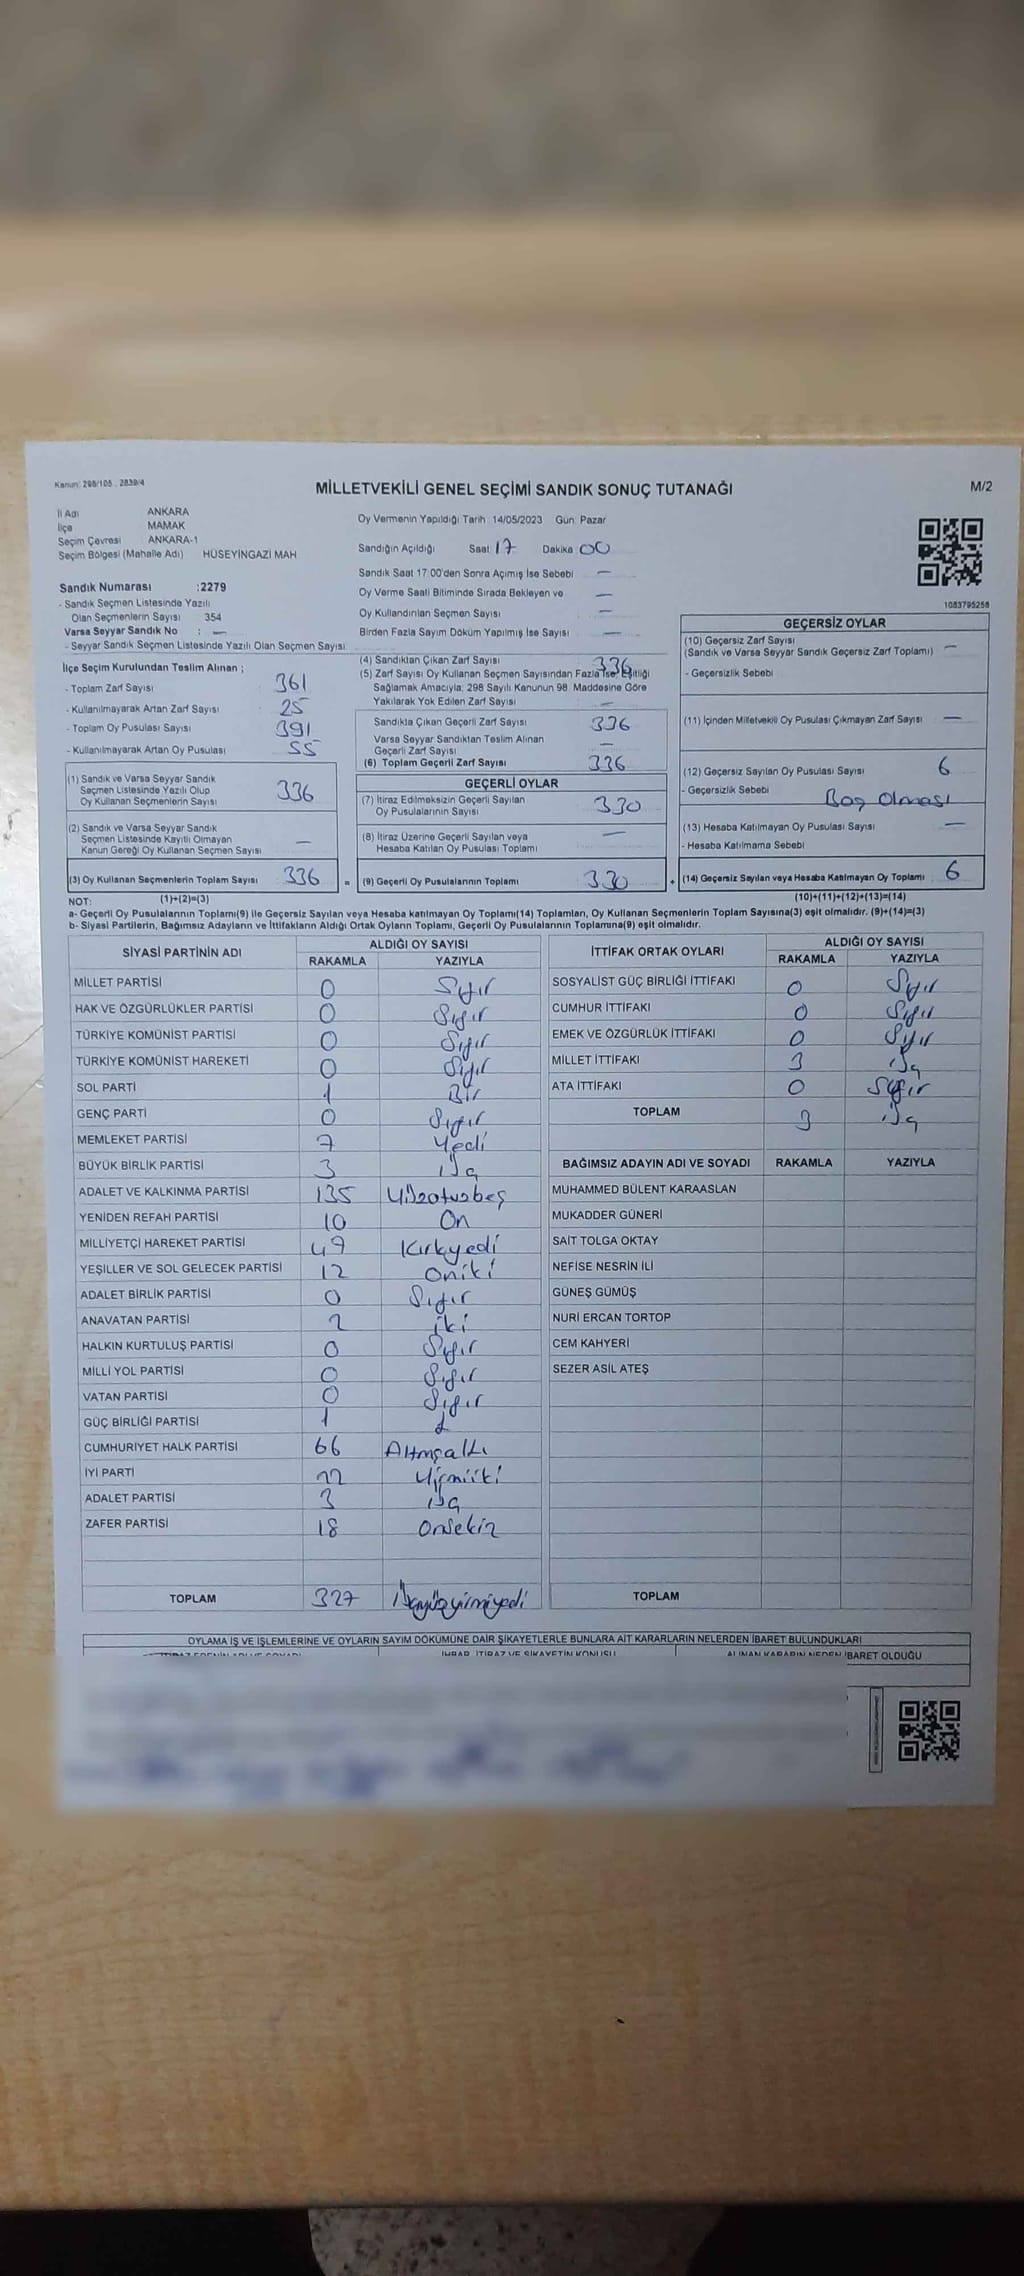 Kanun: 298/105 , 2839/4
MİLLETVEKİLİ GENEL SEÇİMİ SANDIK SONUÇ TUTANAĞI
M/2
İl Adı ANKARA
İlçe MAMAK
Seçim Çevresi ANKARA-1
Seçim Bölgesi (Mahalle Adı) HÜSEYİNGAZİ MAH
Sandık Numarası :2279
- Sandık Seçmen Listesinde Yazılı
Olan Seçmenlerin Sayısı 354
Varsa Seyyar Sandık No : —
- Seyyar Sandık Seçmen Listesinde Yazılı Olan Seçmen Sayısı:
Oy Vermenin Yapıldığı Tarih :14/05/2023 Gün: Pazar
Sandığın Açıldığı Saat 17 Dakika 00
Sandık Saat 17:00'den Sonra Açımış İse Sebebi —
Oy Verme Saati Bitiminde Sırada Bekleyen ve —
Oy Kullandırılan Seçmen Sayısı —
Birden Fazla Sayım Döküm Yapılmış İse Sayısı —
1083795258
İlçe Seçim Kurulundan Teslim Alınan ;
- Toplam Zarf Sayısı 361
- Kullanılmayarak Artan Zarf Sayısı 25
- Toplam Oy Pusulası Sayısı 391
- Kullanılmayarak Artan Oy Pusulası 55
(1) Sandık ve Varsa Seyyar Sandık
Seçmen Listesinde Yazılı Olup
Oy Kullanan Seçmenlerin Sayısı 336
(2) Sandık ve Varsa Seyyar Sandık
Seçmen Listesinde Kayıtlı Olmayan
Kanun Gereği Oy Kullanan Seçmen Sayısı —
(3) Oy Kullanan Seçmenlerin Toplam Sayısı 336 =
(4) Sandıktan Çıkan Zarf Sayısı 336
(5) Zarf Sayısı Oy Kullanan Seçmen Sayısından Fazla İse; Eşitliği
Sağlamak Amacıyla; 298 Sayılı Kanunun 98. Maddesine Göre
Yakılarak Yok Edilen Zarf Sayısı —
Sandıkta Çıkan Geçerli Zarf Sayısı 336
Varsa Seyyar Sandıktan Teslim Alınan
Geçerli Zarf Sayısı —
(6) Toplam Geçerli Zarf Sayısı 336
GEÇERLİ OYLAR
(7) İtiraz Edilmeksizin Geçerli Sayılan
Oy Pusulalarının Sayısı 330
(8) İtiraz Üzerine Geçerli Sayılan veya
Hesaba Katılan Oy Pusulası Toplamı —
(9) Geçerli Oy Pusulalarının Toplamı 330 +
GEÇERSİZ OYLAR
(10) Geçersiz Zarf Sayısı
(Sandık ve Varsa Seyyar Sandık Geçersiz Zarf Toplamı) —
- Geçersizlik Sebebi
(11) İçinden Milletvekili Oy Pusulası Çıkmayan Zarf Sayısı —
(12) Geçersiz Sayılan Oy Pusulası Sayısı 6
- Geçersizlik Sebebi Boş Olması
(13) Hesaba Katılmayan Oy Pusulası Sayısı —
- Hesaba Katılmama Sebebi
(14) Geçersiz Sayılan veya Hesaba Katılmayan Oy Toplamı 6
NOT: (1)+(2)=(3) (10)+(11)+(12)+(13)=(14)
a- Geçerli Oy Pusulalarının Toplamı(9) ile Geçersiz Sayılan veya Hesaba katılmayan Oy Toplamı(14) Toplamları, Oy Kullanan Seçmenlerin Toplam Sayısına(3) eşit olmalıdır. (9)+(14)=(3)
b- Siyasi Partilerin, Bağımsız Adayların ve İttifakların Aldığı Ortak Oyların Toplamı, Geçerli Oy Pusulalarının Toplamına(9) eşit olmalıdır.
SİYASİ PARTİNİN ADI ALDIĞI OY SAYISI
RAKAMLA YAZIYLA
MİLLET PARTİSİ 0 Sıfır
HAK VE ÖZGÜRLÜKLER PARTİSİ 0 Sıfır
TÜRKİYE KOMÜNİST PARTİSİ 0 Sıfır
TÜRKİYE KOMÜNİST HAREKETİ 0 Sıfır
SOL PARTİ 1 Bir
GENÇ PARTİ 0 Sıfır
MEMLEKET PARTİSİ 7 Yedi
BÜYÜK BİRLİK PARTİSİ 3 üç
ADALET VE KALKINMA PARTİSİ 135 Yüzotuzbeş
YENİDEN REFAH PARTİSİ 10 On
MİLLİYETÇİ HAREKET PARTİSİ 47 Kırkyedi
YEŞİLLER VE SOL GELECEK PARTİSİ 12 Oniki
ADALET BİRLİK PARTİSİ 0 Sıfır
ANAVATAN PARTİSİ 2 iki
HALKIN KURTULUŞ PARTİSİ 0 Sıfır
MİLLİ YOL PARTİSİ 0 Sıfır
VATAN PARTİSİ 0 Sıfır
GÜÇ BİRLİĞİ PARTİSİ 1
CUMHURİYET HALK PARTİSİ 66 Altmışaltı
İYİ PARTİ 22 Yirmiiki
ADALET PARTİSİ 3 üç
ZAFER PARTİSİ 18 Onsekiz
TOPLAM 327 Üçyüzyirmiyedi
İTTİFAK ORTAK OYLARI ALDIĞI OY SAYISI
RAKAMLA YAZIYLA
SOSYALİST GÜÇ BİRLİĞİ İTTİFAKI 0 Sıfır
CUMHUR İTTİFAKI 0 Sıfır
EMEK VE ÖZGÜRLÜK İTTİFAKI 0 Sıfır
MİLLET İTTİFAKI 3 üç
ATA İTTİFAKI 0 Sıfır
TOPLAM 3 üç
BAĞIMSIZ ADAYIN ADI VE SOYADI RAKAMLA YAZIYLA
MUHAMMED BÜLENT KARAASLAN
MUKADDER GÜNERİ
SAİT TOLGA OKTAY
NEFİSE NESRİN İLİ
GÜNEŞ GÜMÜŞ
NURİ ERCAN TORTOP
CEM KAHYERİ
SEZER ASİL ATEŞ
TOPLAM
OYLAMA İŞ VE İŞLEMLERİNE VE OYLARIN SAYIM DÖKÜMÜNE DAİR ŞİKAYETLERLE BUNLARA AİT KARARLARIN NELERDEN İBARET BULUNDUKLARI
İHBAR, İTİRAZ VE ŞİKAYETİN KONUSU ALINAN KARARIN NEDEN İBARET OLDUĞU